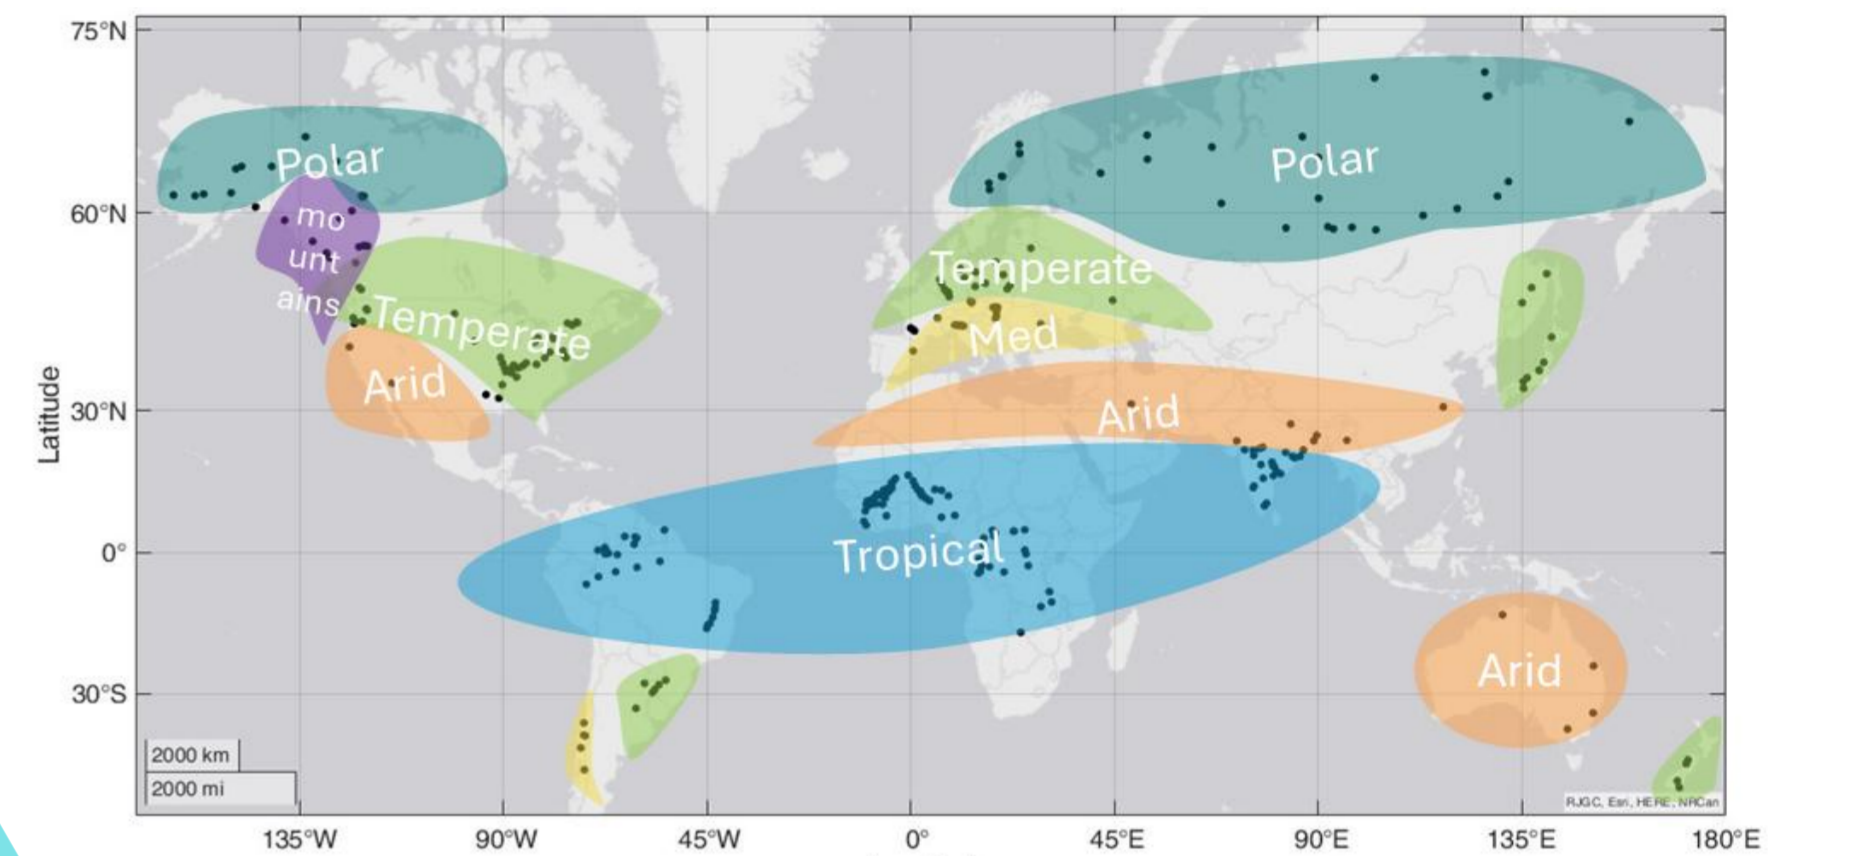 75°N
60°N
30°N
0°
30°S
Latitude
Polar
mo
unt
ains
Temperate
Arid
Polar
Temperate
Med
Arid
Tropical
Arid
2000 km
2000 mi
RJGC, Esri, HERE, NRCan
135°W
90°W
45°W
0°
45°E
90°E
135°E
180°E